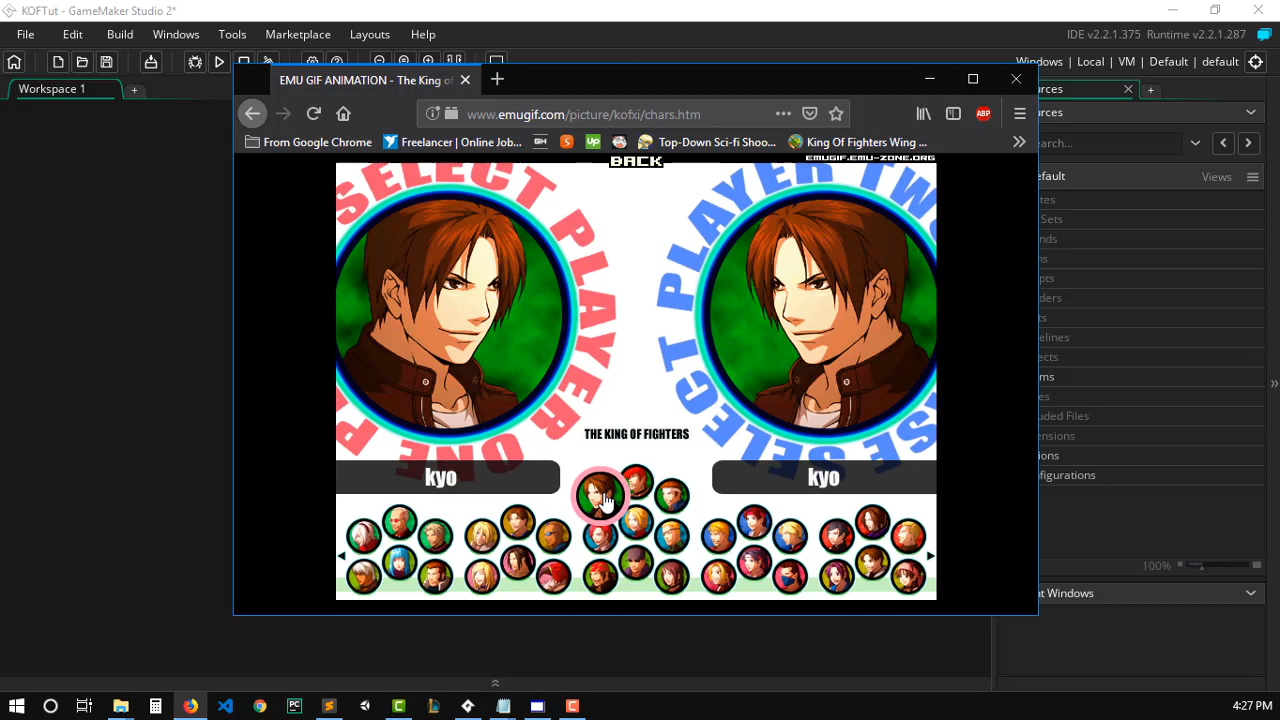 KOFTut - GameMaker Studio 2*
File Edit Build Windows Tools Marketplace Layouts Help
IDE v2.2.1.375 Runtime v2.2.1.287
Windows | Local | VM | Default | default
Workspace 1
EMU GIF ANIMATION - The King of
www.emugif.com/picture/kofxi/chars.htm
ABP
From Google Chrome
Freelancer | Online Job...
Up
Top-Down Sci-fi Shoo...
King Of Fighters Wing ...
BACK
EMUGIF.EMU-ZONE.ORG
SELECT PLAYER ONE
PLAYER TWO
SELECT
THE KING OF FIGHTERS
kyo
kyo
Views
100%
PC
4:27 PM